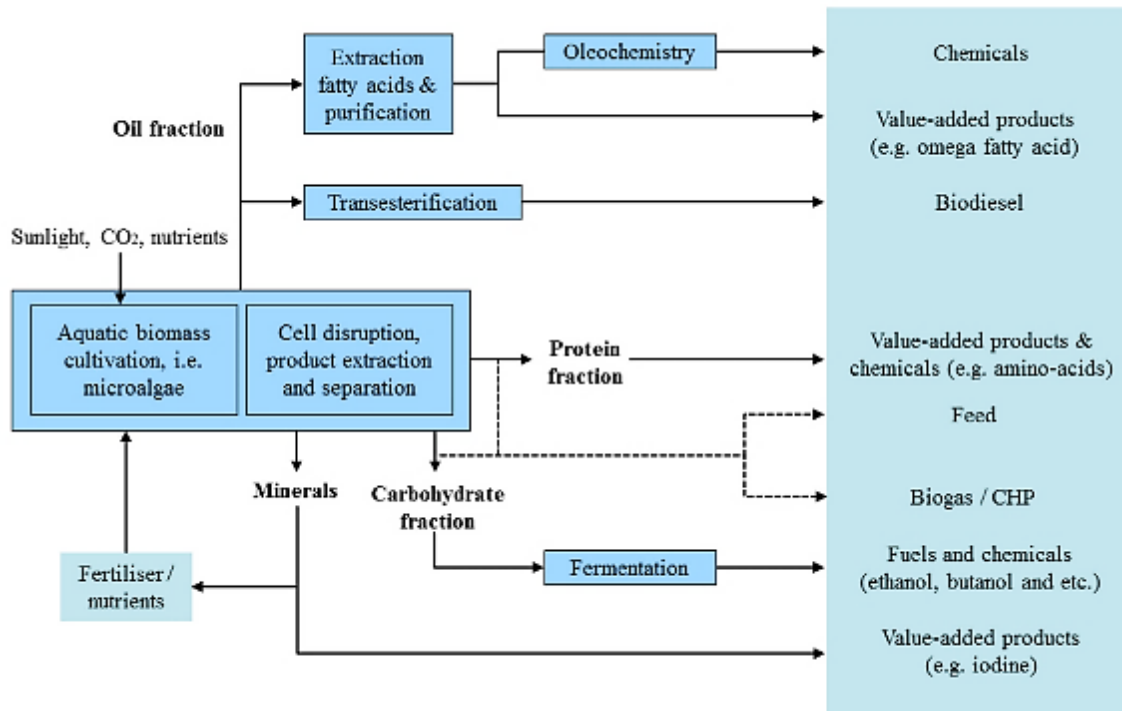 Extraction
fatty acids &
purification
Oleochemistry
Chemicals
Oil fraction
Value-added products
(e.g. omega fatty acid)
Transesterification
Biodiesel
Sunlight, CO2, nutrients
Aquatic biomass
cultivation, i.e.
microalgae
Cell disruption,
product extraction
and separation
Protein
fraction
Value-added products &
chemicals (e.g. amino-acids)
Feed
Minerals
Carbohydrate
fraction
Biogas / CHP
Fertiliser /
nutrients
Fermentation
Fuels and chemicals
(ethanol, butanol and etc.)
Value-added products
(e.g. iodine)